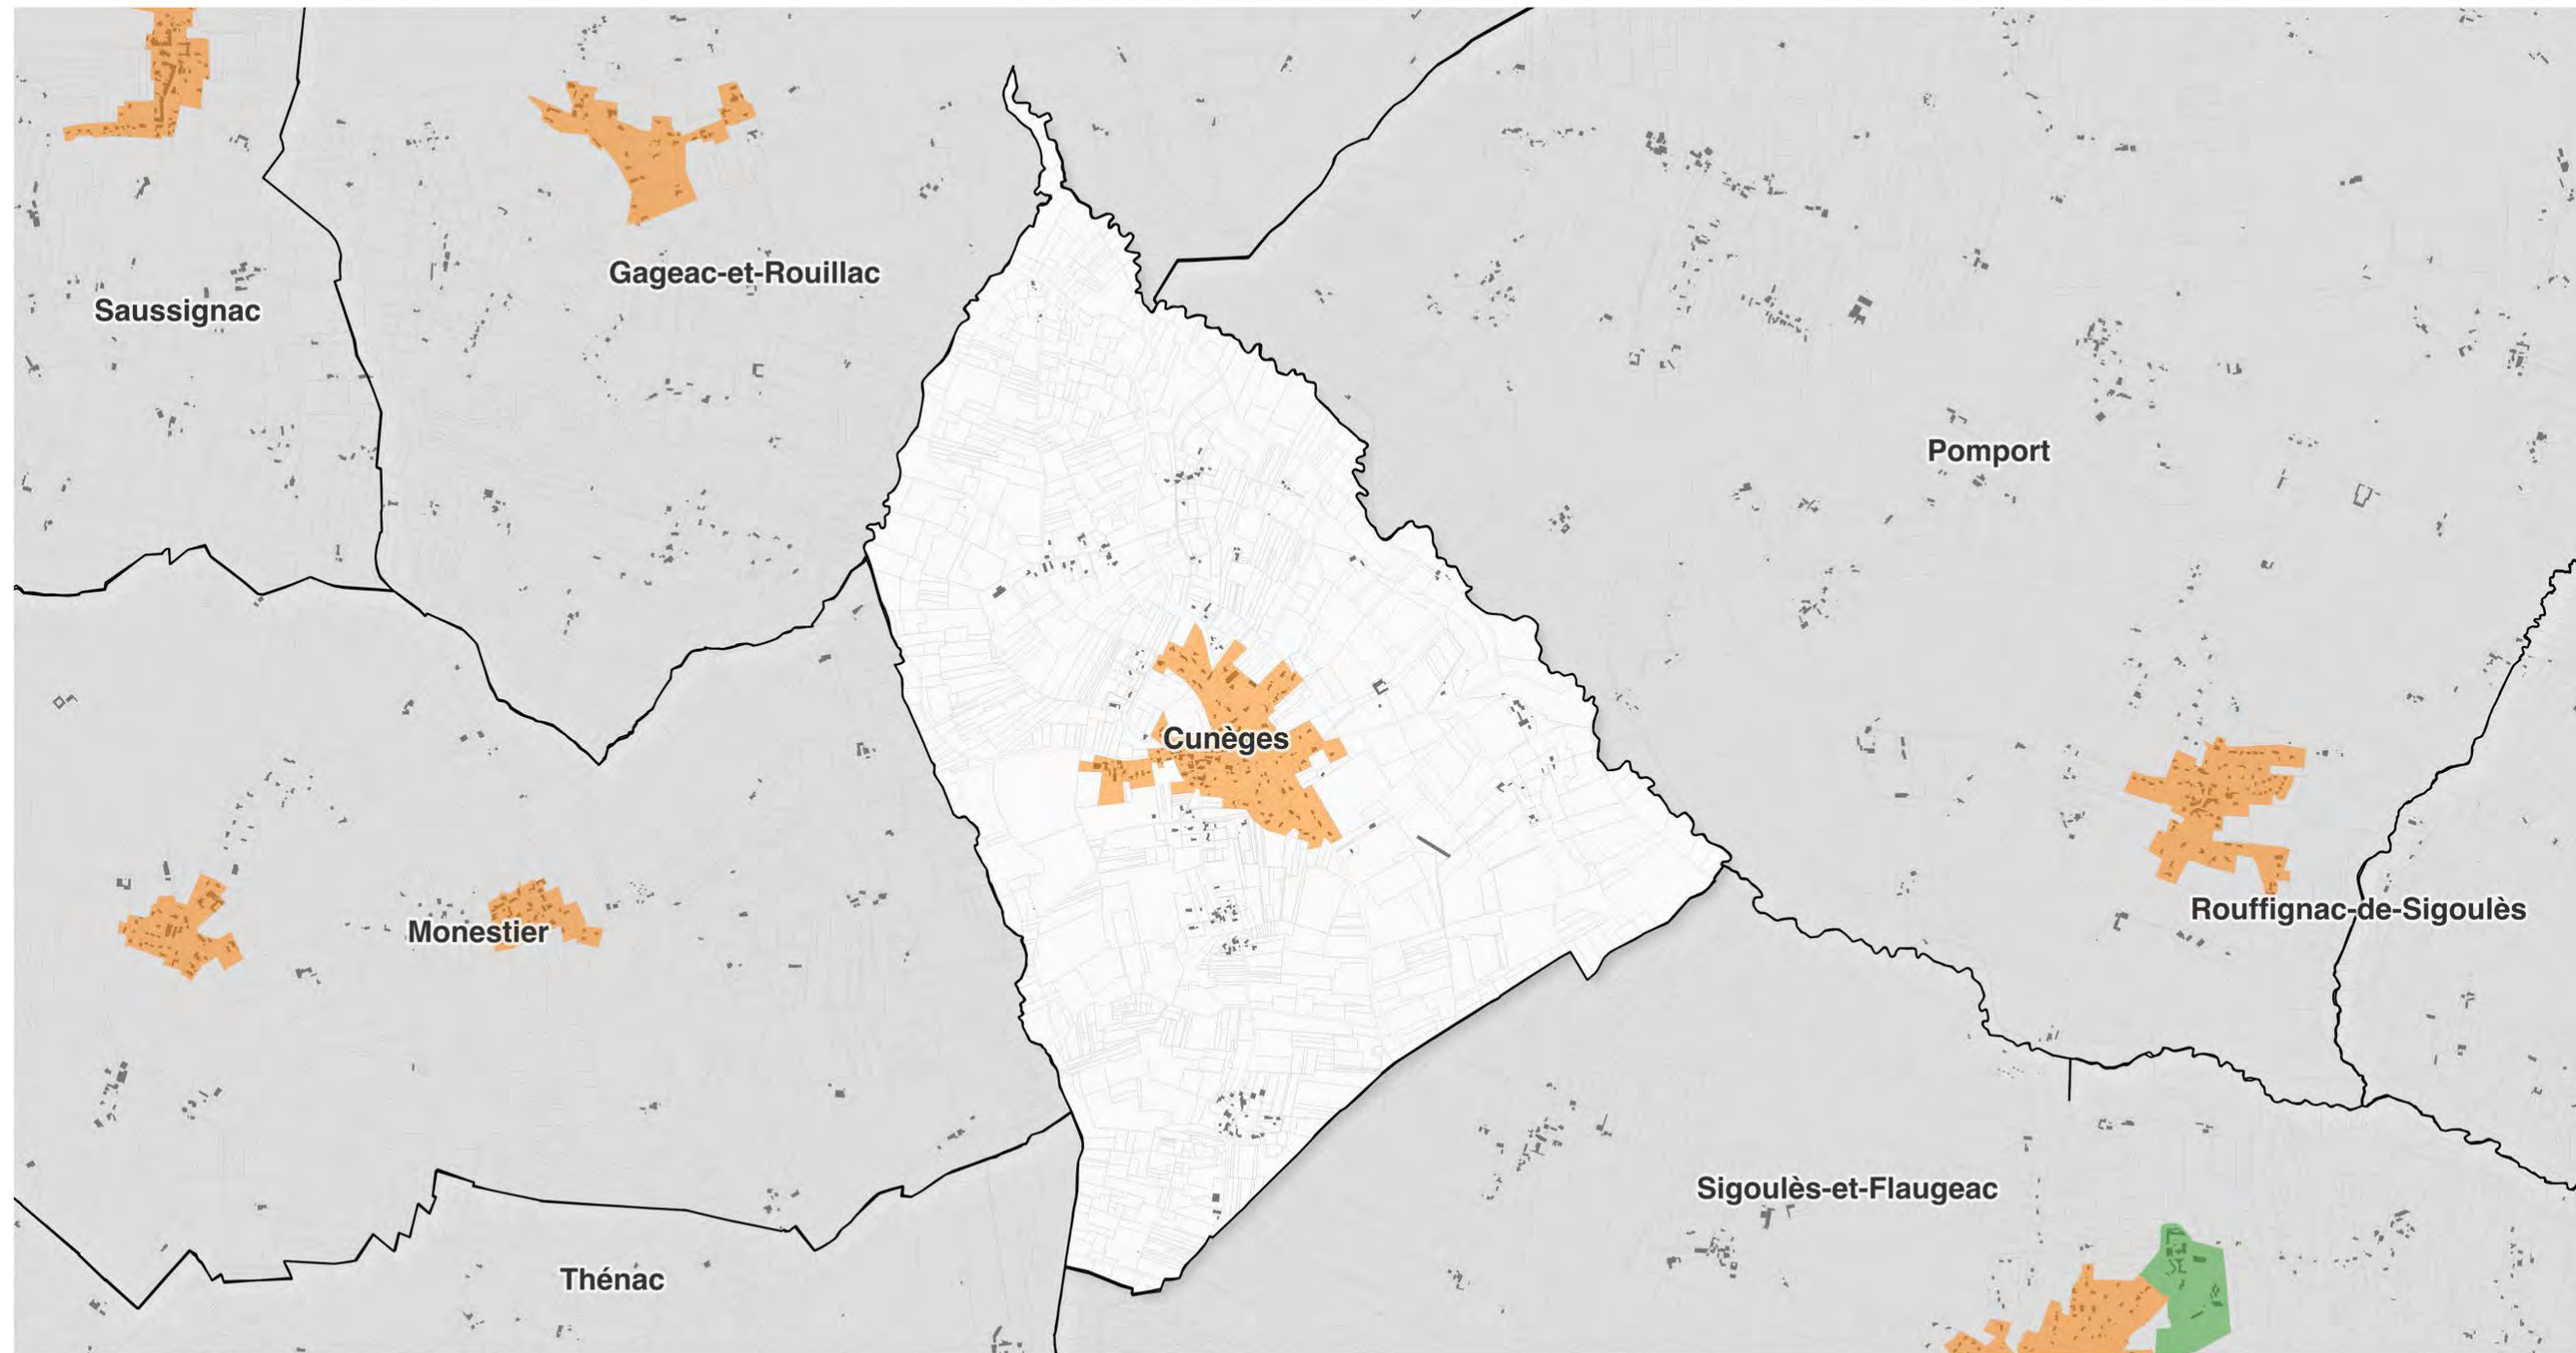 Gageac-et-Rouillac
Saussignac
Pomport
Cunèges
Rouffignac-de-Sigoulès
Monestier
Sigoulès-et-Flaugeac
Thénac